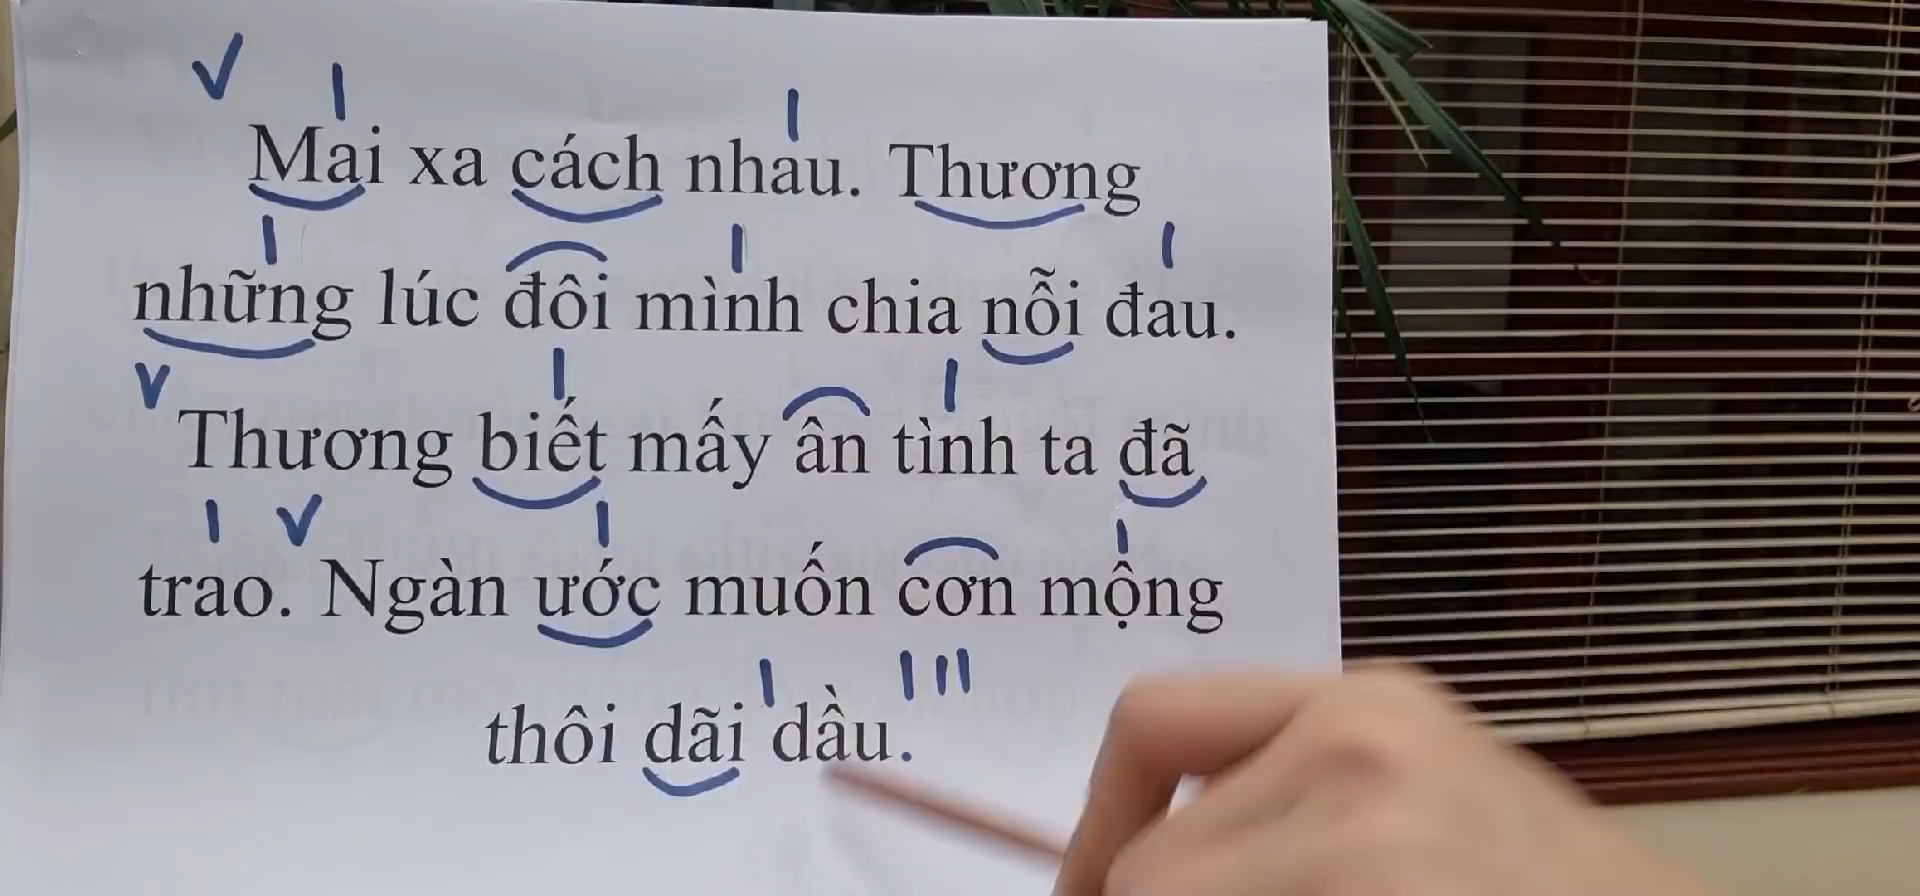 Mai xa cách nhau. Thương
những lúc đôi mình chia nỗi đau.
Thương biết mấy ân tình ta đã
trao. Ngàn ước muốn cơn mộng
thôi dãi dầu.